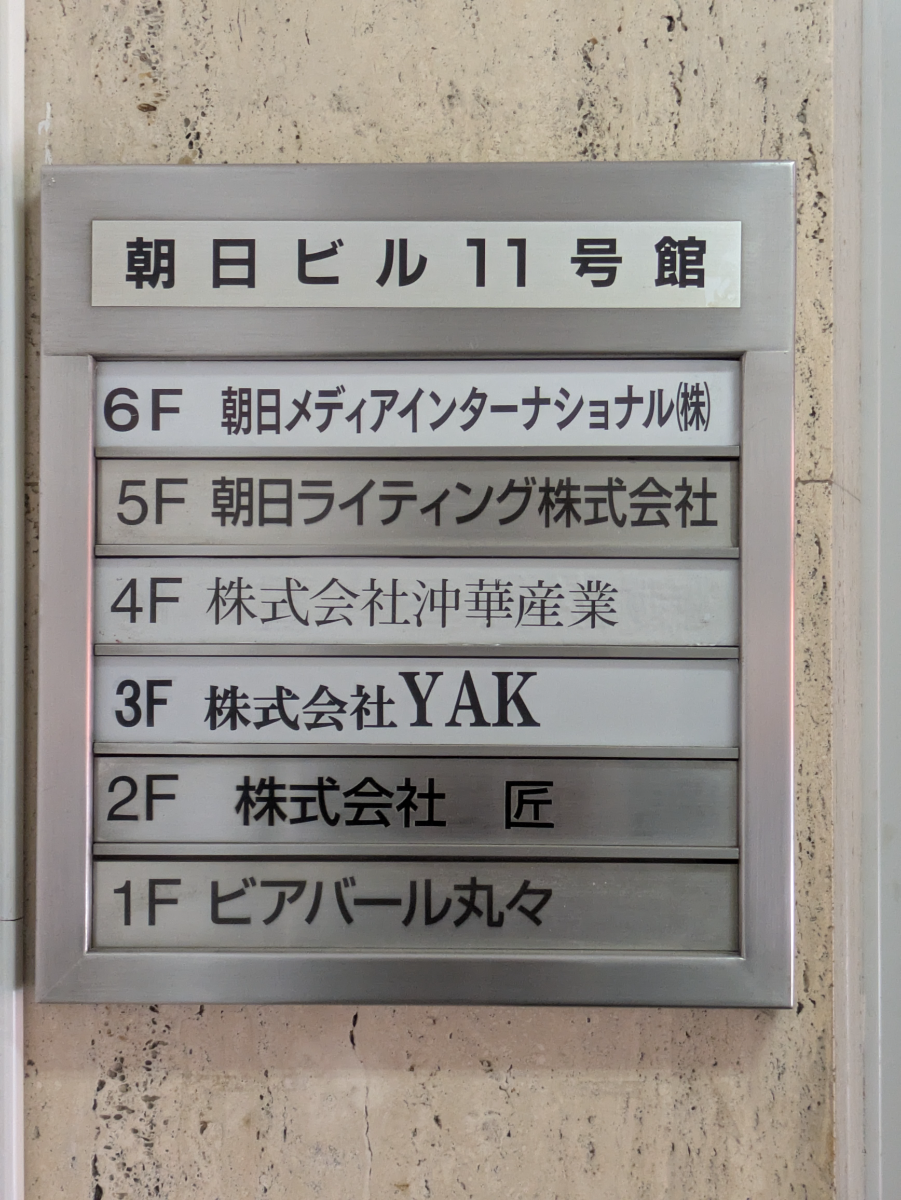 朝日ビル11号館
6F 朝日メディアインターナショナル㈱
5F 朝日ライティング株式会社
4F 株式会社沖華産業
3F 株式会社YAK
2F 株式会社 匠
1F ビアバール丸々